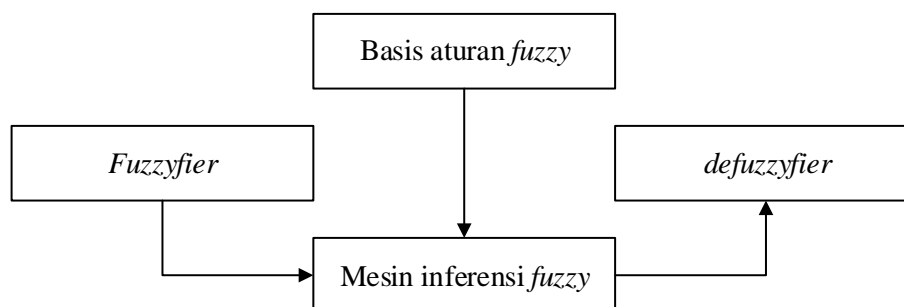 Basis aturan fuzzy
Fuzzyfier
defuzzyfier
Mesin inferensi fuzzy